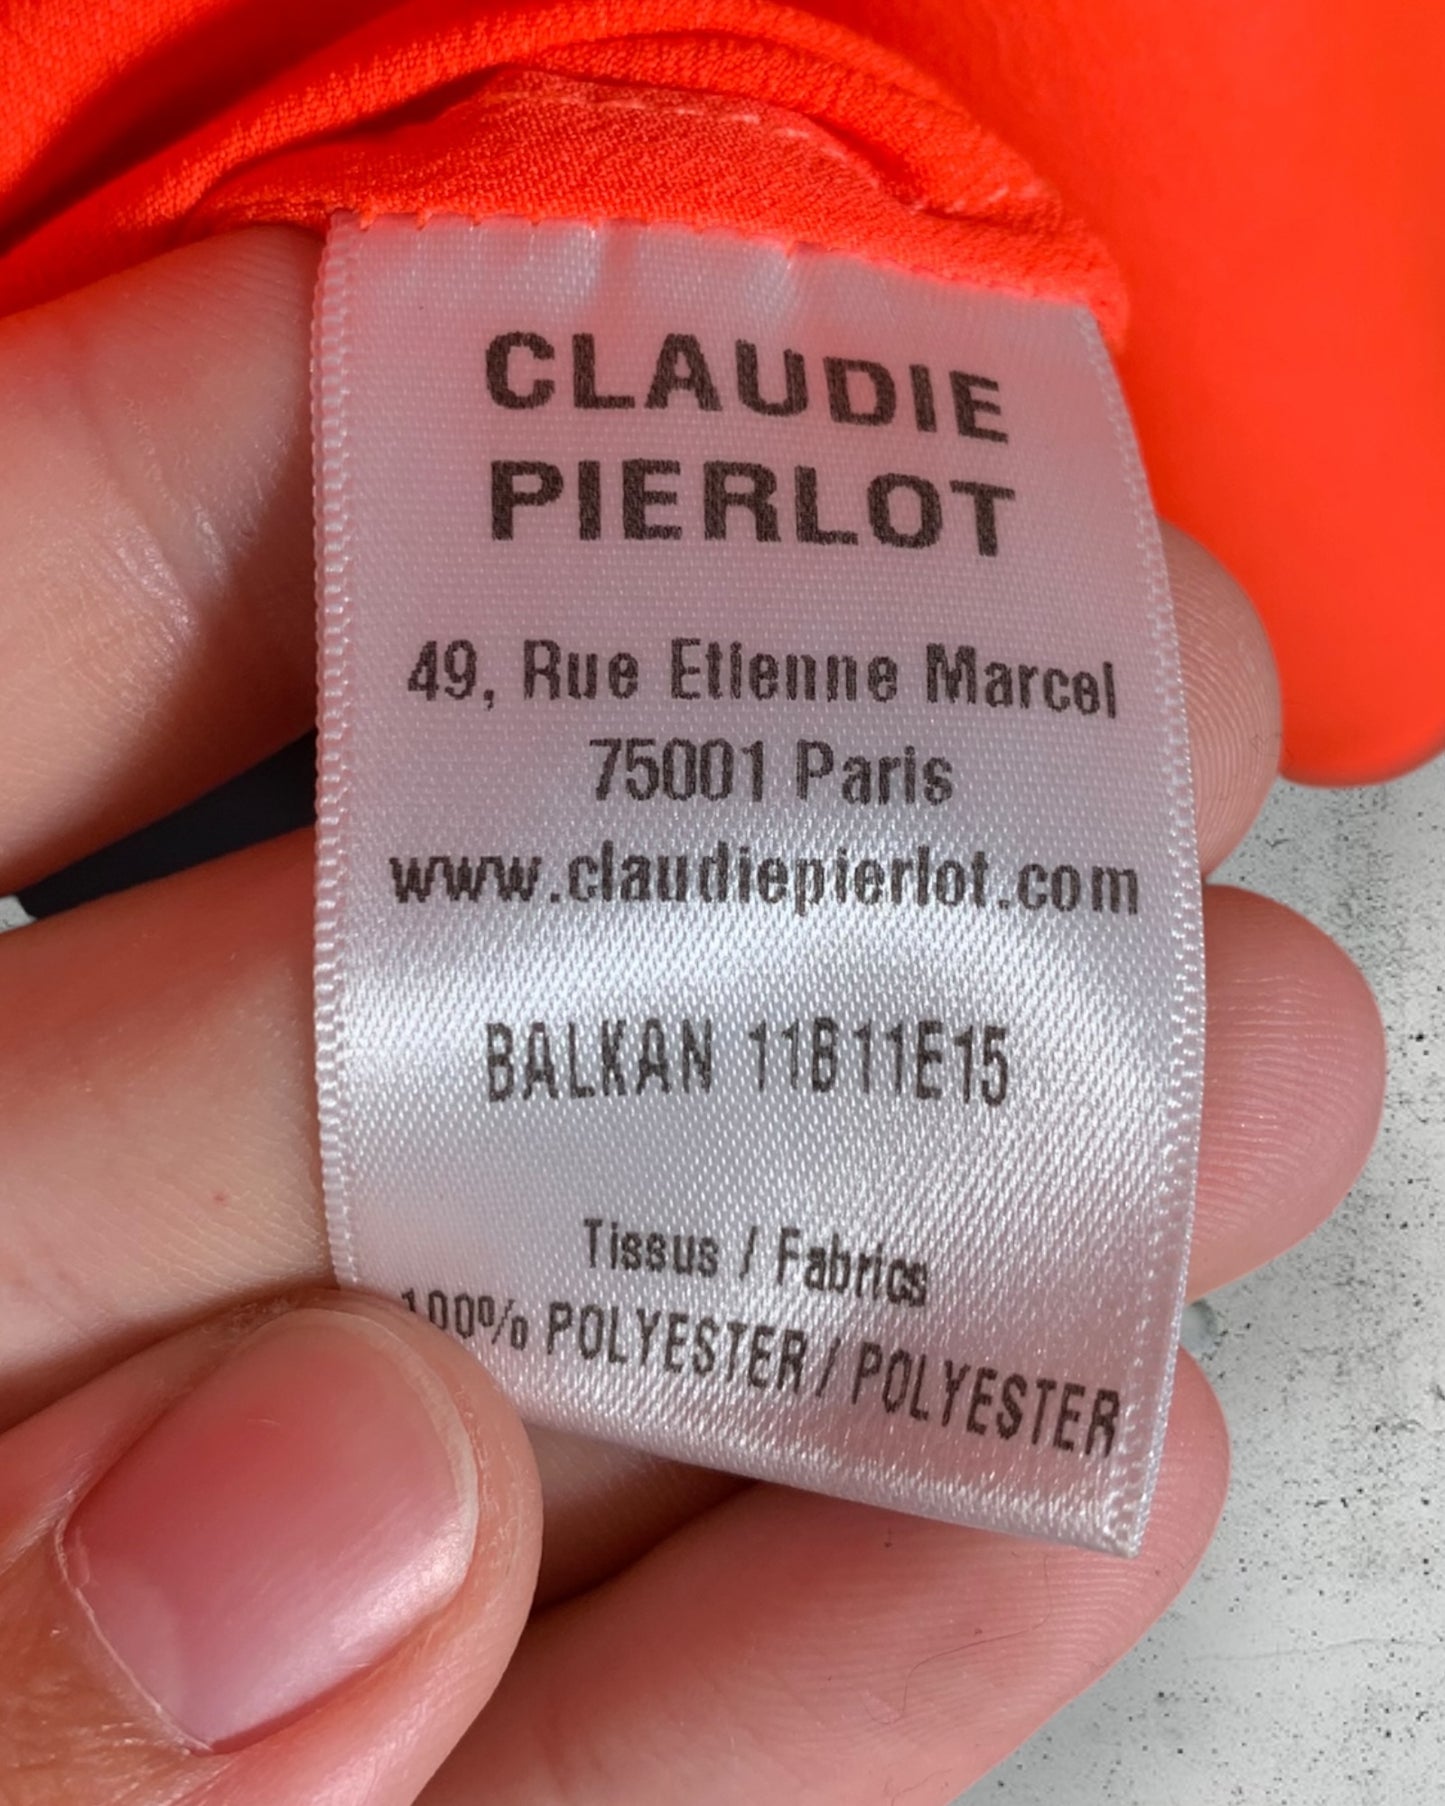 CLAUDIE
PIERLOT
49, Rue Etienne Marcel
75001 Paris
www.claudiepierlot.com
BALKAN 11B11E15
Tissus / Fabrics
100% POLYESTER / POLYESTER